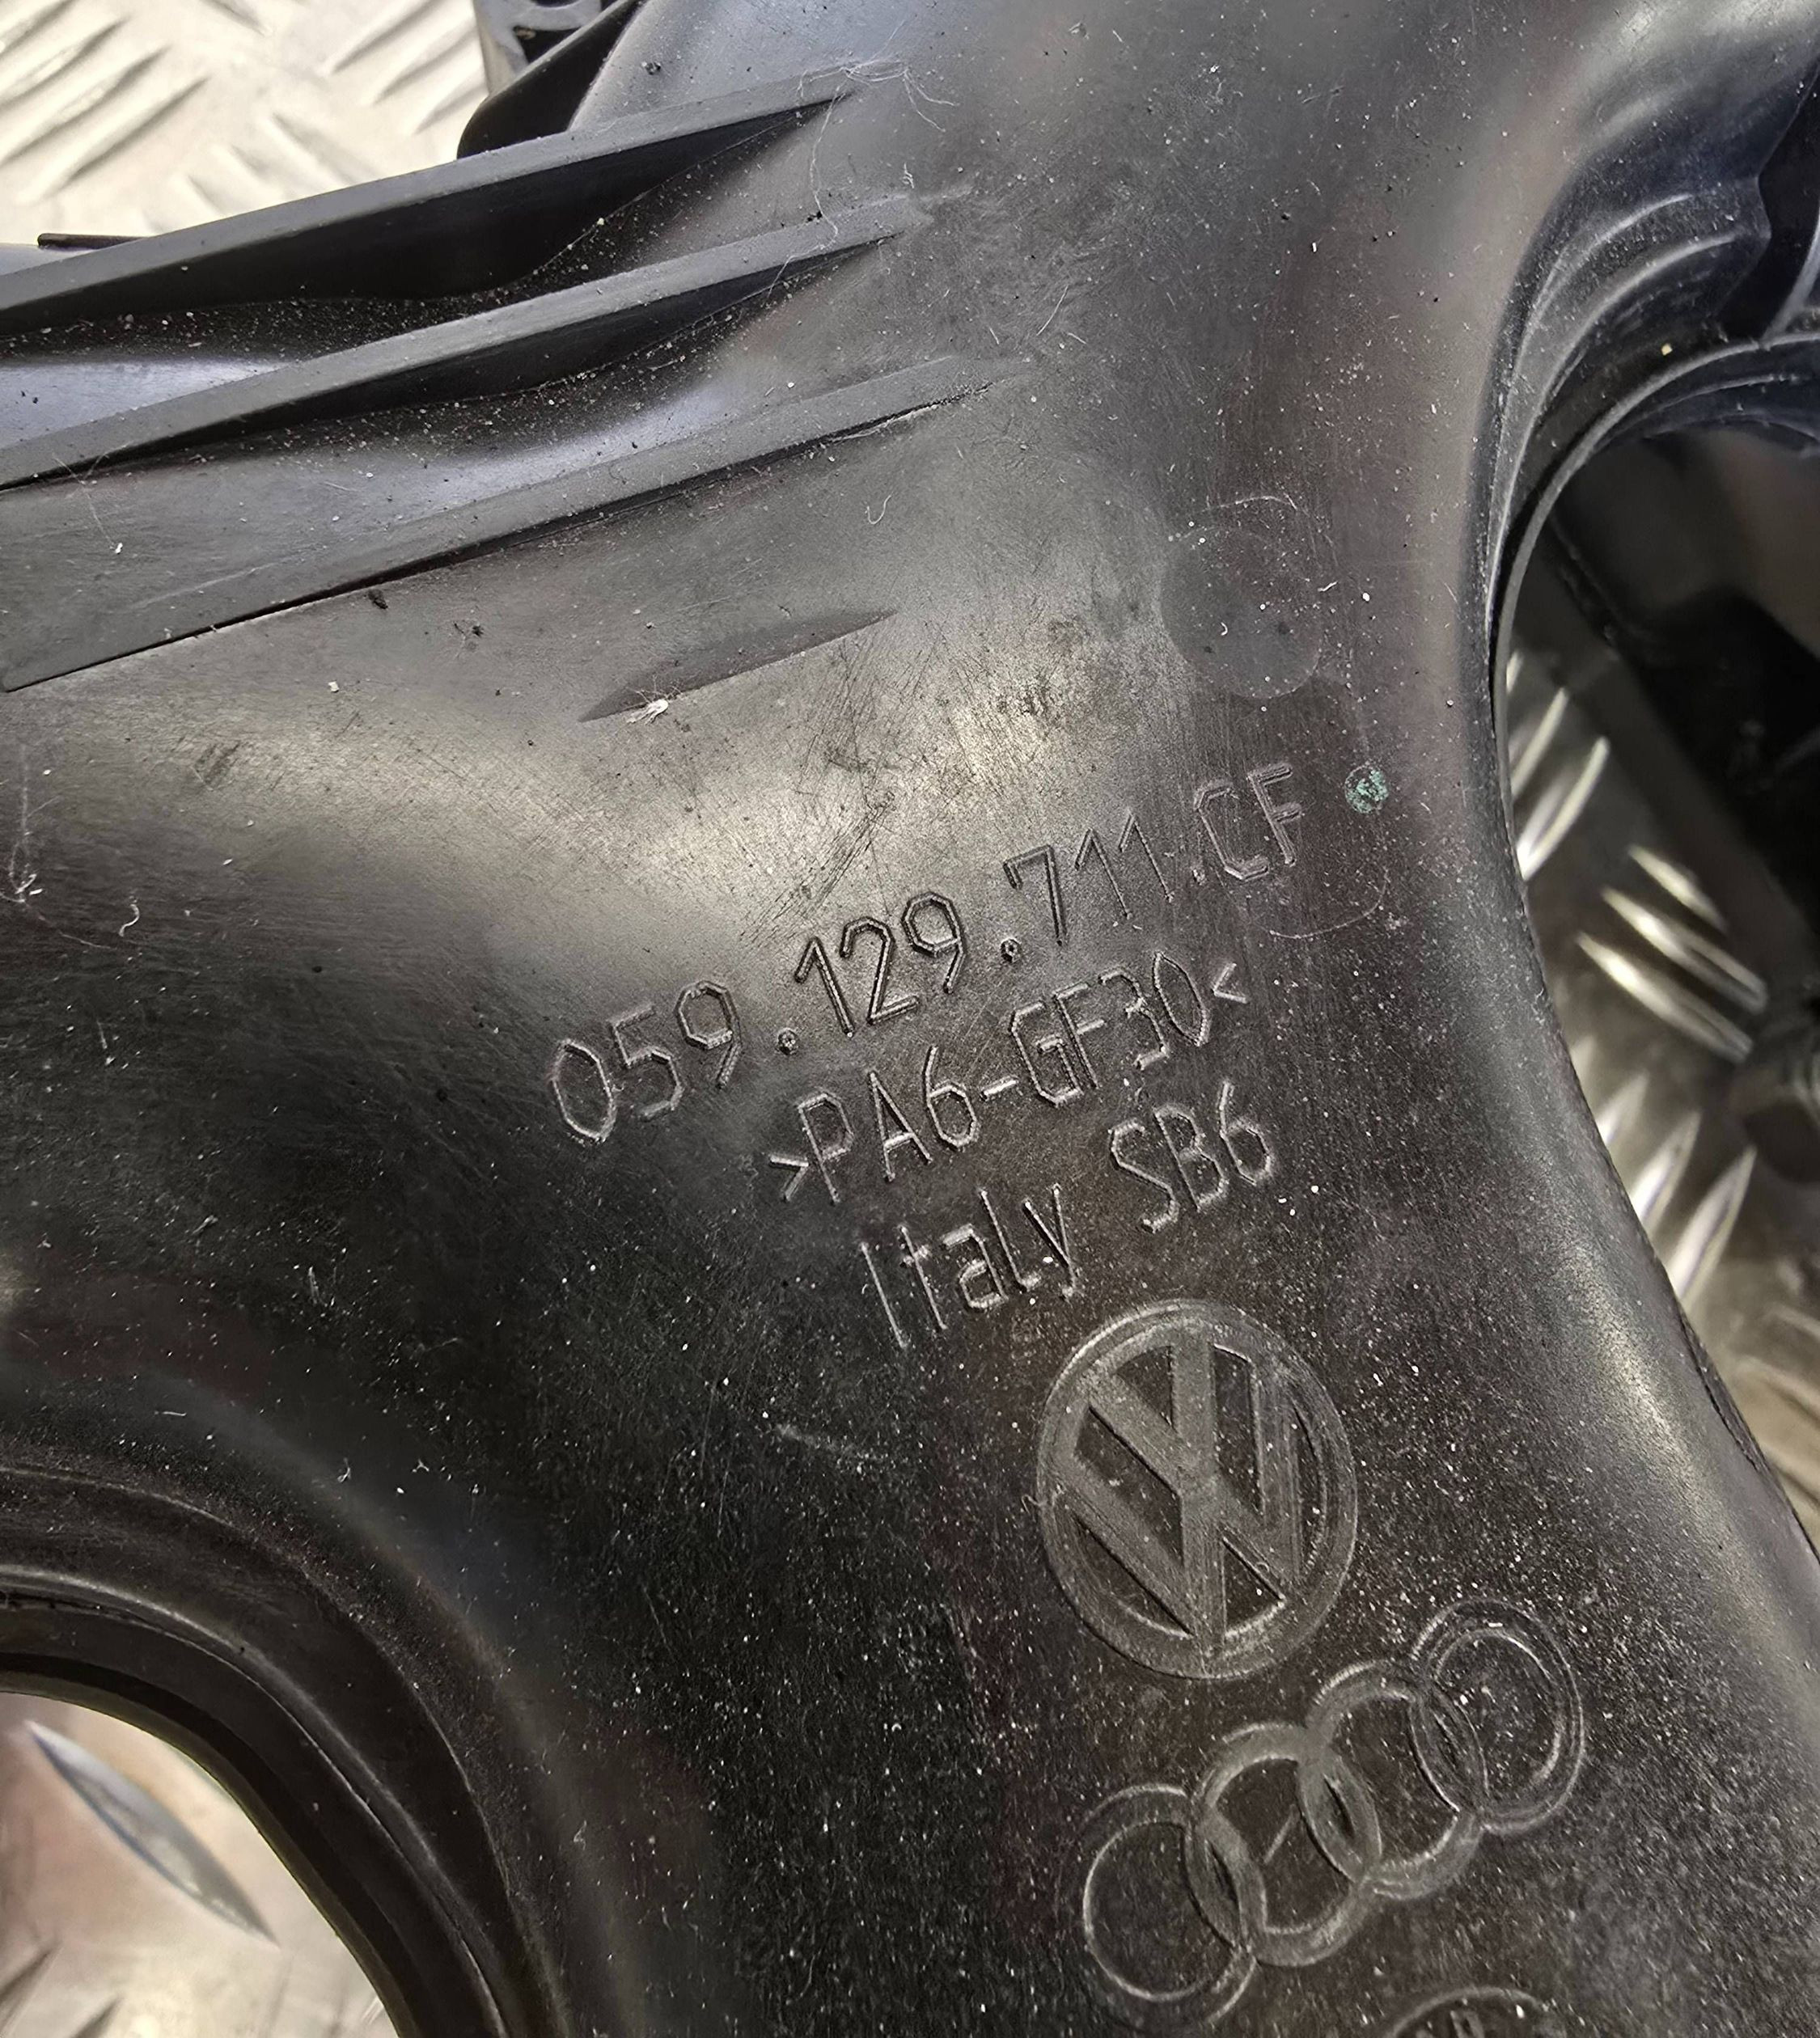 059.129.711.CF
>PA6-GF30<
Italy SB6